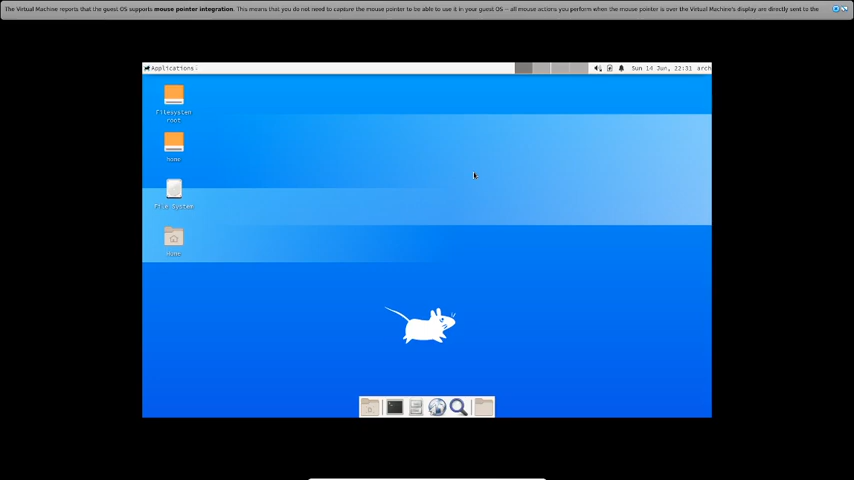 The Virtual Machine reports that the guest OS supports mouse pointer integration. This means that you do not need to capture the mouse pointer to be able to use it in your guest OS -- all mouse actions you perform when the mouse pointer is over the Virtual Machine's display are directly sent to the
Applications
Sun 14 Jun, 22:31 arch
Filesystem
root
home
File System
Home